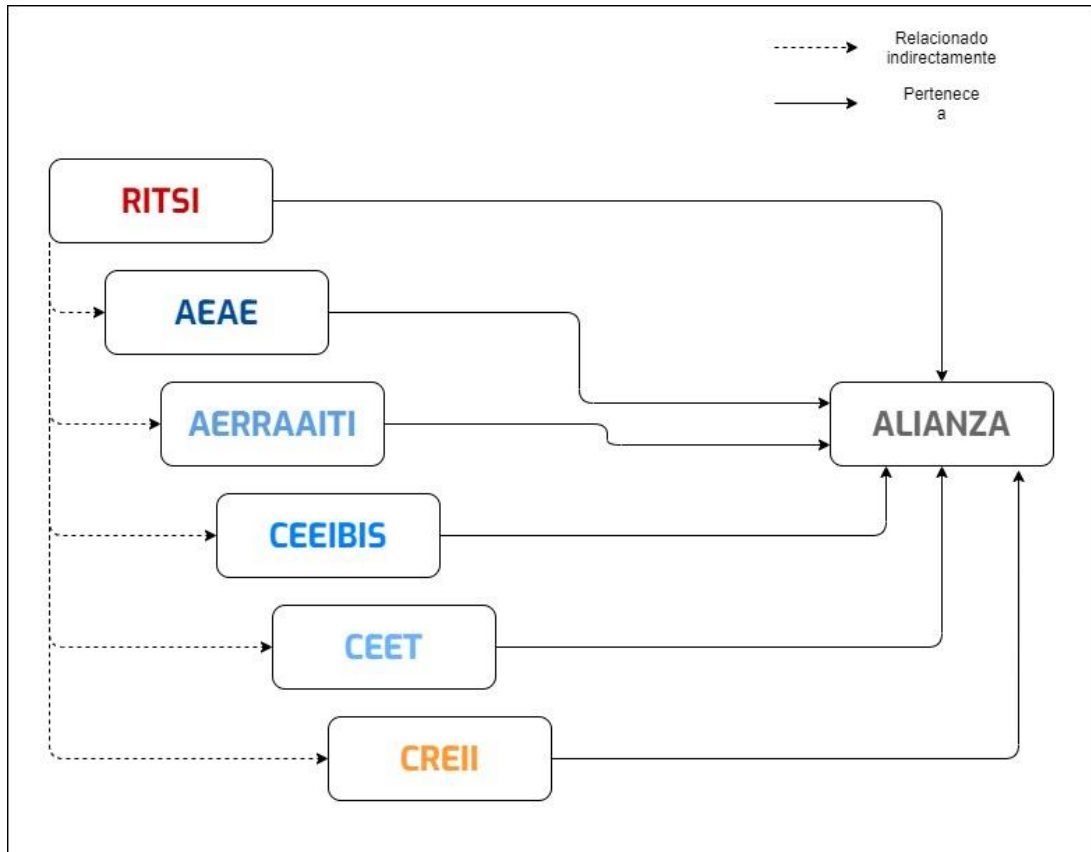 Relacionado
indirectamente
Pertenece
a
RITSI
AEAE
AERRAAITI
ALIANZA
CEEIBIS
CEET
CREII